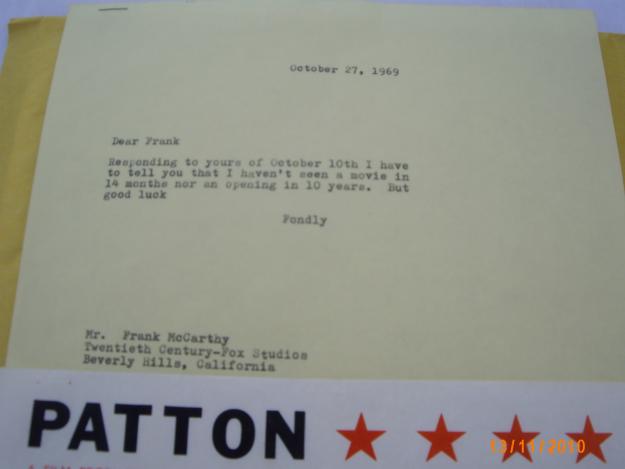 October 27, 1969
Dear Frank
Responding to yours of October 10th I have
to tell you that I haven't seen a movie in
14 months nor an opening in 10 years. But
good luck
Fondly
Mr. Frank McCarthy
Twentieth Century-Fox Studios
Beverly Hills, California
PATTON
13/11/2010